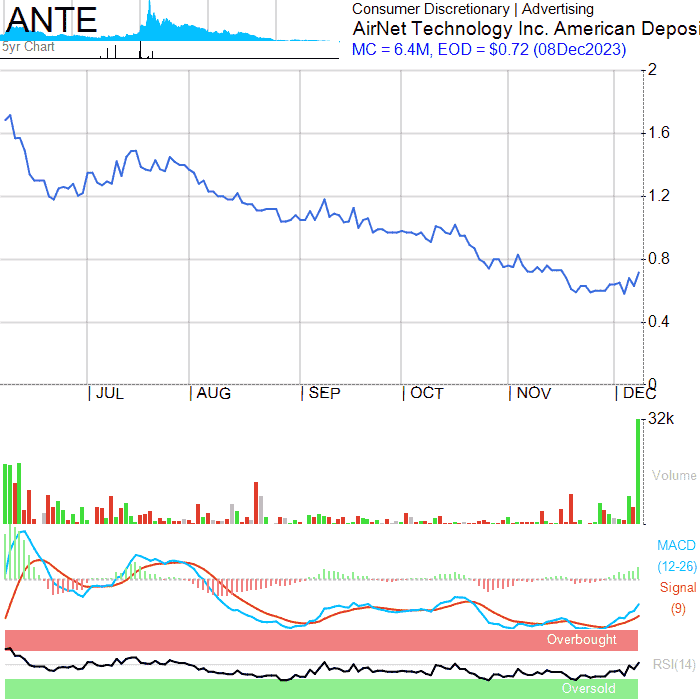 ANTE
5yr Chart
Consumer Discretionary | Advertising
AirNet Technology Inc. American Deposi
MC = 6.4M, EOD = $0.72 (08Dec2023)
2
1.6
1.2
0.8
0.4
0
JUL AUG SEP OCT NOV DEC
32k
Volume
MACD
(12-26)
Signal
(9)
Overbought
RSI(14)
Oversold